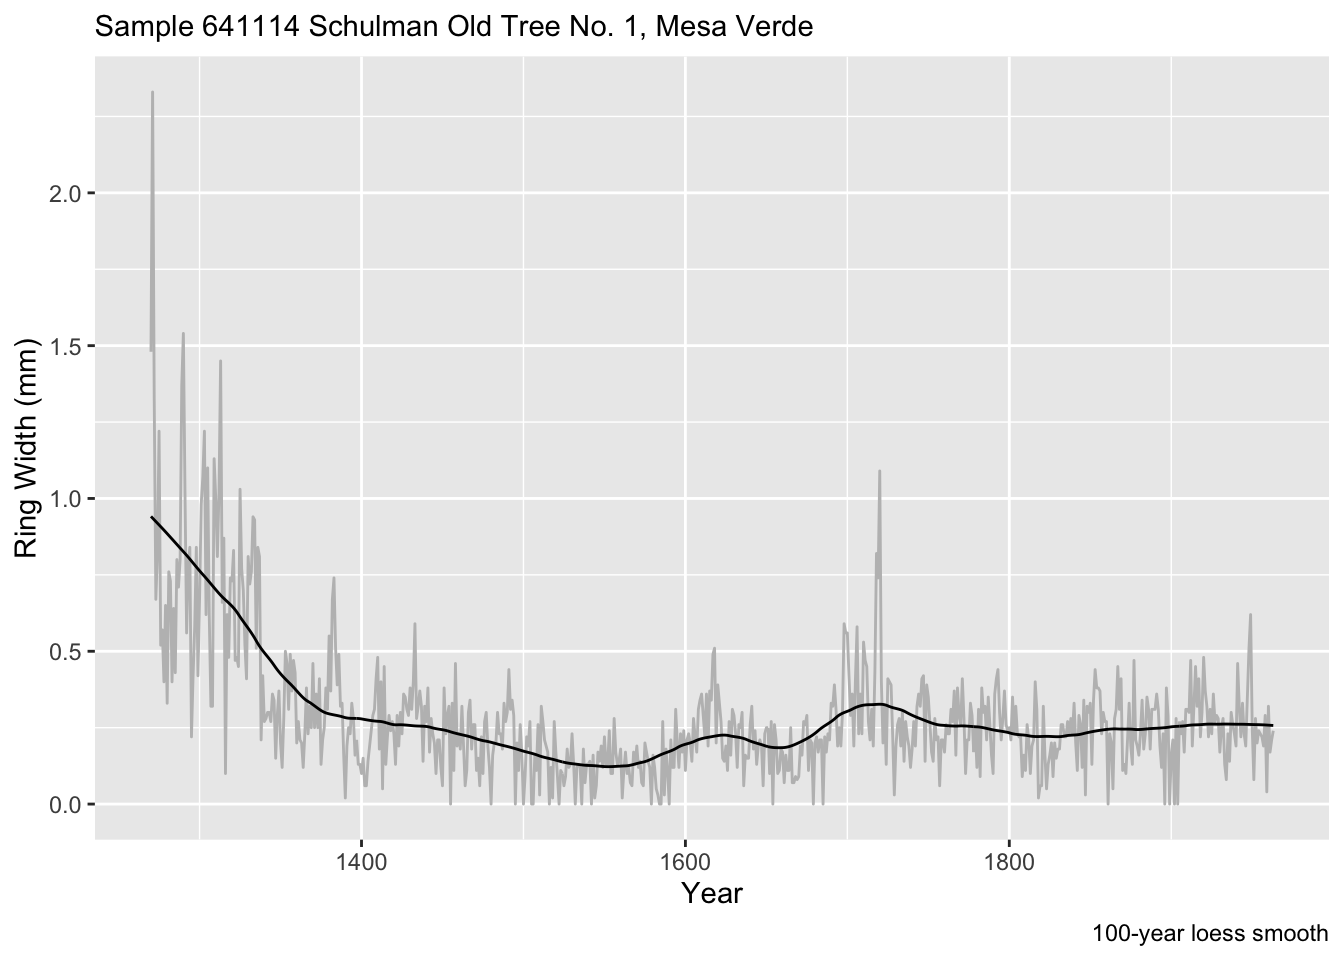 Sample 641114 Schulman Old Tree No. 1, Mesa Verde
2.0
1.5
1.0
0.5
0.0
Ring Width (mm)
1400 1600 1800
Year
100-year loess smooth